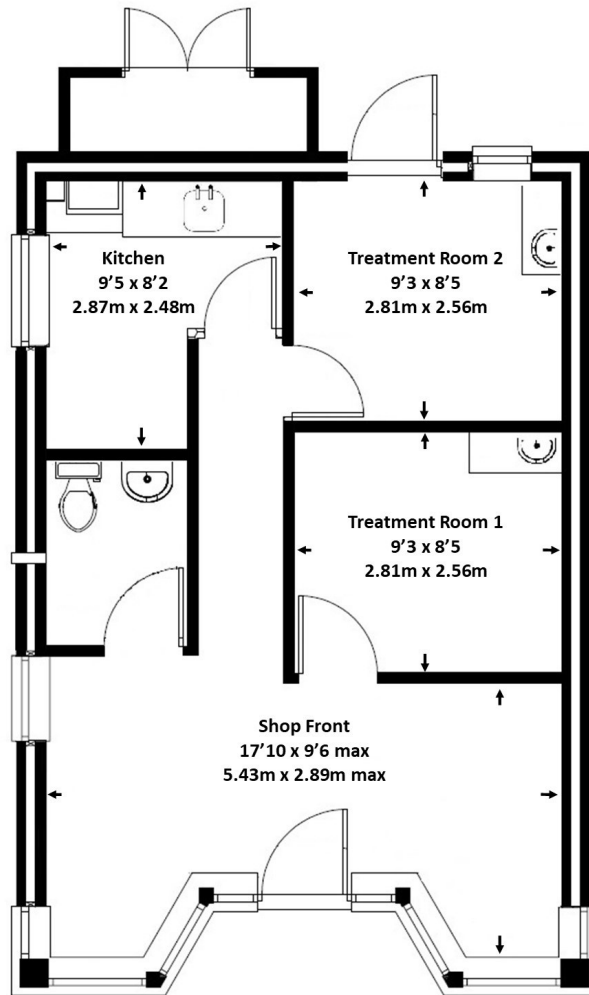 Kitchen
9’5 x 8’2
2.87m x 2.48m
Treatment Room 2
9’3 x 8’5
2.81m x 2.56m
Treatment Room 1
9’3 x 8’5
2.81m x 2.56m
Shop Front
17’10 x 9’6 max
5.43m x 2.89m max